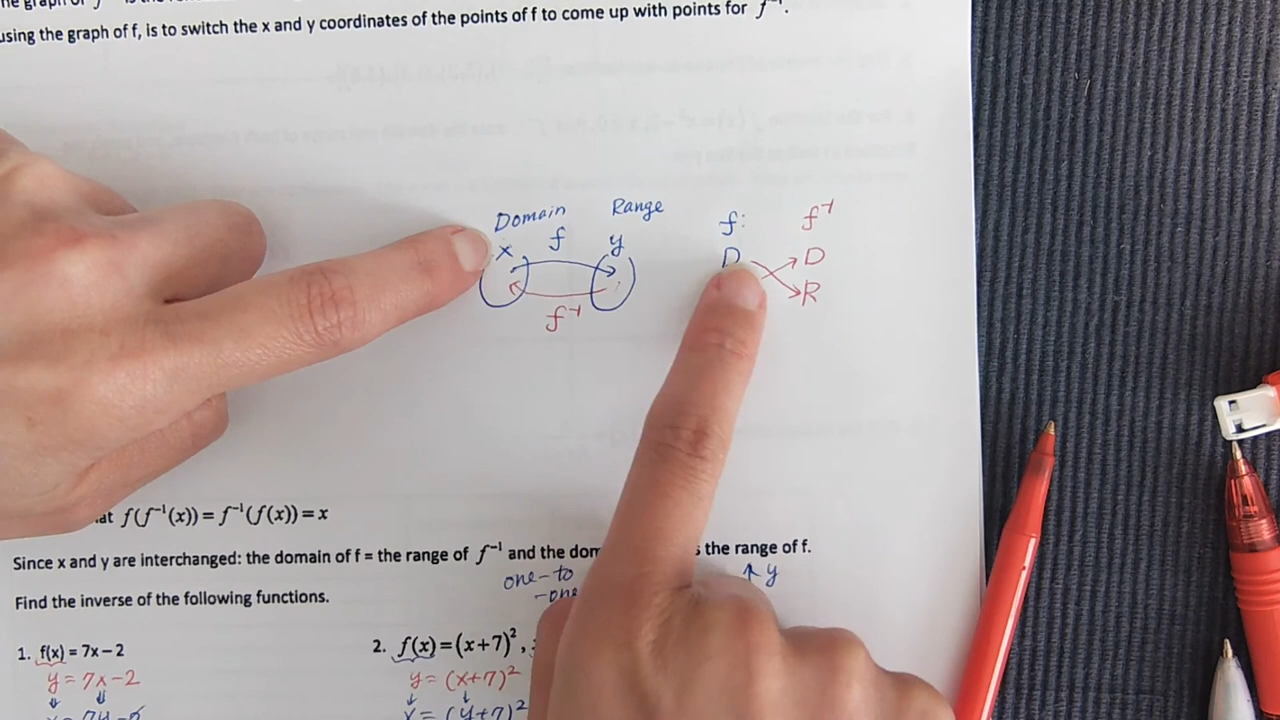 using the graph of f, is to switch the x and y coordinates of the points of f to come up with points for f⁻¹.
Domain Range f: f⁻¹
x f y D D
R
f⁻¹
at f(f⁻¹(x)) = f⁻¹(f(x)) = x
Since x and y are interchanged: the domain of f = the range of f⁻¹ and the the range of f.
one-to y
-one
Find the inverse of the following functions.
1. f(x) = 7x – 2 2. f(x) = (x+7)²,
y = 7x-2 y = (x+7)²
x = (y+7)²